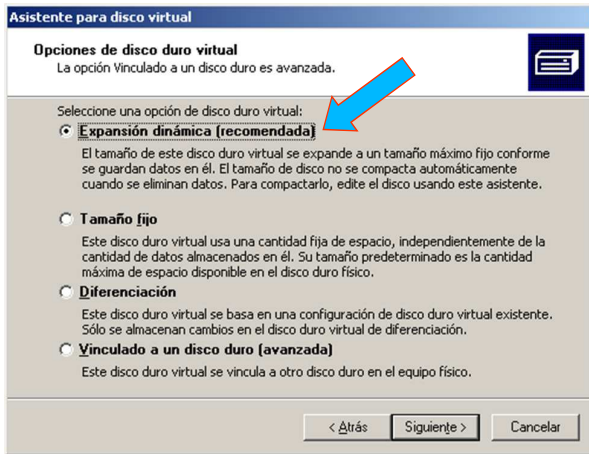 Asistente para disco virtual
Opciones de disco duro virtual
La opción Vinculado a un disco duro es avanzada.
Seleccione una opción de disco duro virtual:
Expansión dinámica (recomendada)
El tamaño de este disco duro virtual se expande a un tamaño máximo fijo conforme
se guardan datos en él. El tamaño de disco no se compacta automáticamente
cuando se eliminan datos. Para compactarlo, edite el disco usando este asistente.
Tamaño fijo
Este disco duro virtual usa una cantidad fija de espacio, independientemente de la
cantidad de datos almacenados en él. Su tamaño predeterminado es la cantidad
máxima de espacio disponible en el disco duro físico.
Diferenciación
Este disco duro virtual se basa en una configuración de disco duro virtual existente.
Sólo se almacenan cambios en el disco duro virtual de diferenciación.
Vinculado a un disco duro (avanzada)
Este disco duro virtual se vincula a otro disco duro en el equipo físico.
< Atrás Siguiente > Cancelar